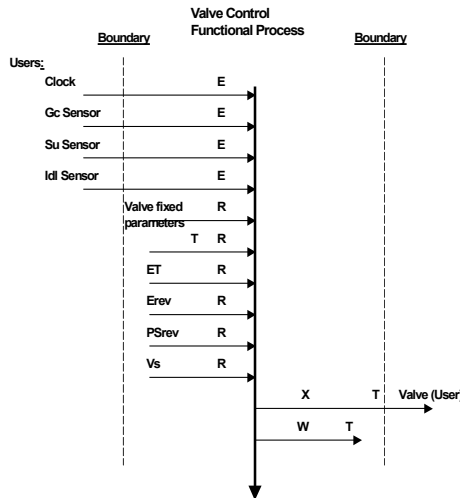 Valve Control
Functional Process
Boundary Boundary
Users:
Clock E
Gc Sensor E
Su Sensor E
Idl Sensor E
Valve fixed R
parameters
T R
ET R
Erev R
PSrev R
Vs R
X T Valve (User)
W T